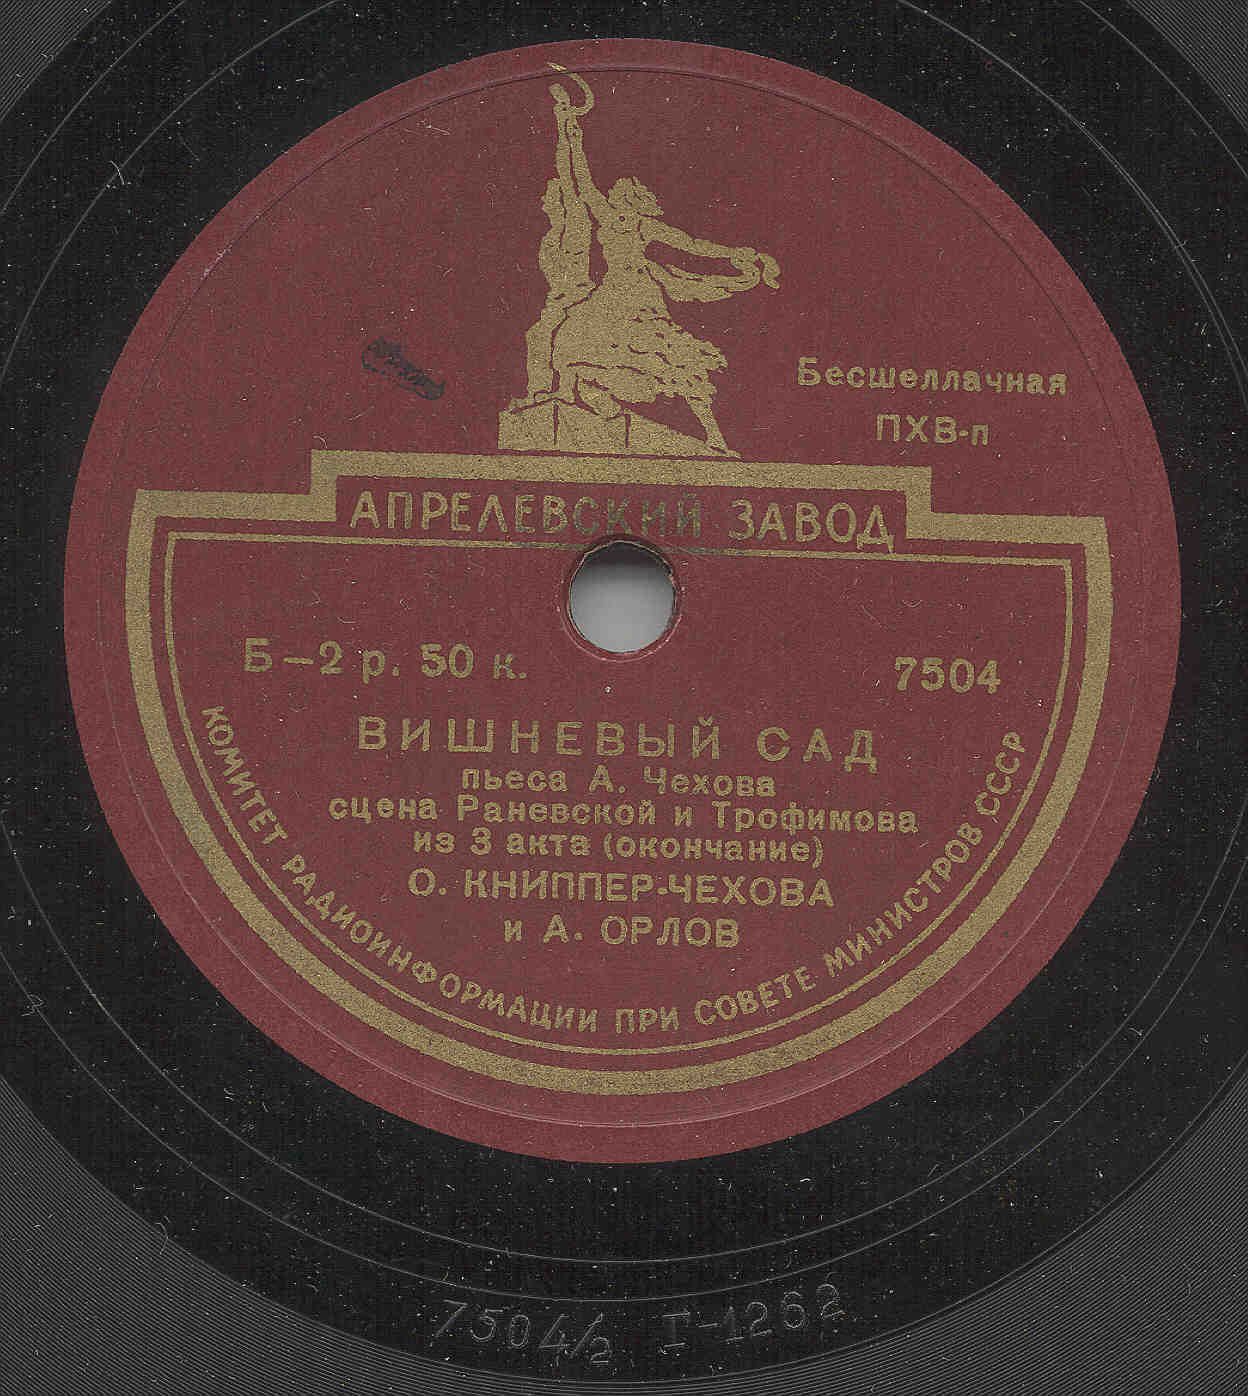 Бесшеллачная
ПХВ-п
АПРЕЛЕВСКИЙ ЗАВОД
Б–2 р. 50 к.
7504
ВИШНЕВЫЙ САД
пьеса А. Чехова
сцена Раневской и Трофимова
из 3 акта (окончание)
О. КНИППЕР-ЧЕХОВА
и А. ОРЛОВ
КОМИТЕТ РАДИОИНФОРМАЦИИ ПРИ СОВЕТЕ МИНИСТРОВ СССР
7504/2 I-1262